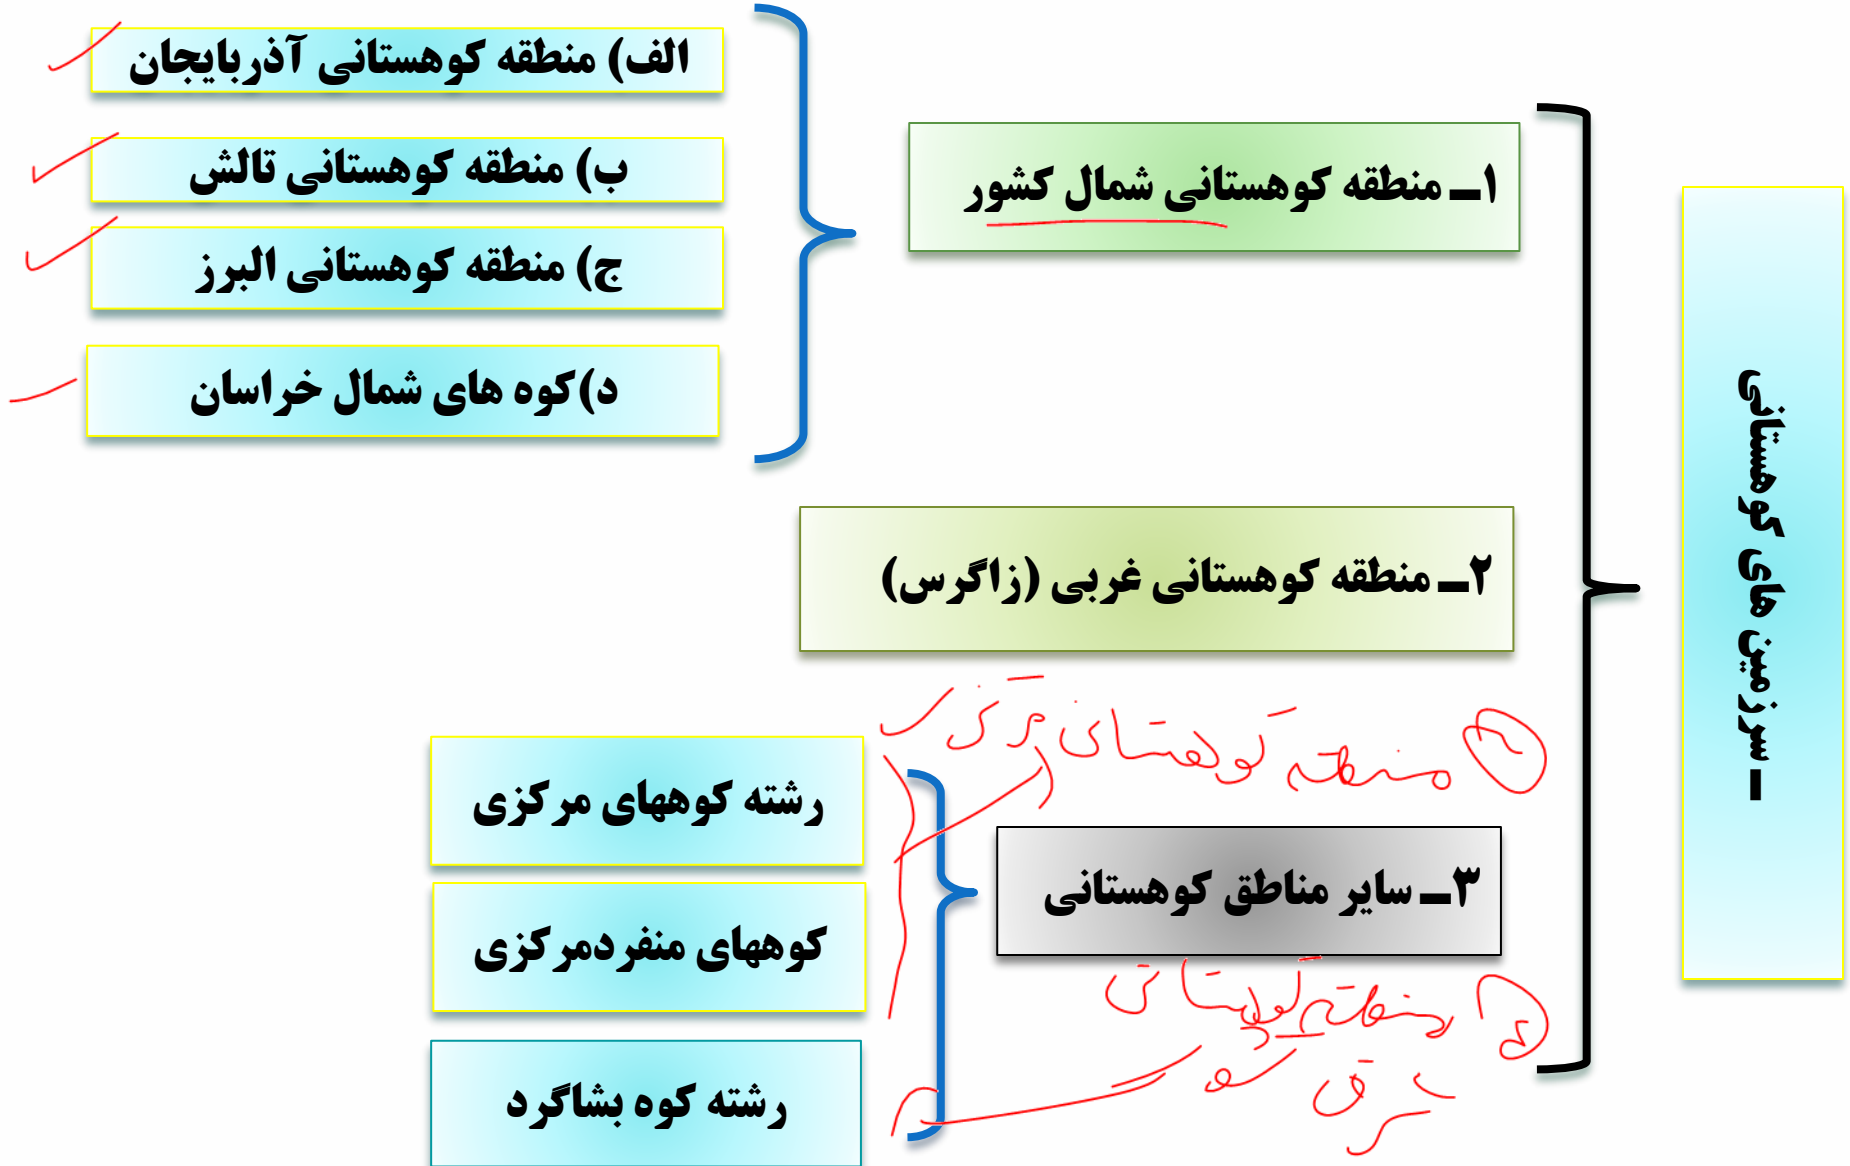 ـ سرزمین های کوهستانی
۱ـ منطقه کوهستانی شمال کشور
الف) منطقه کوهستانی آذربایجان
ب) منطقه کوهستانی تالش
ج) منطقه کوهستانی البرز
د)کوه های شمال خراسان
۲ـ منطقه کوهستانی غربی (زاگرس)
منطقه کوهستانی مرکزی
۳ـ سایر مناطق کوهستانی
رشته کوههای مرکزی
کوههای منفردمرکزی
رشته کوه بشاگرد
منطقه کوهستانی
شرق